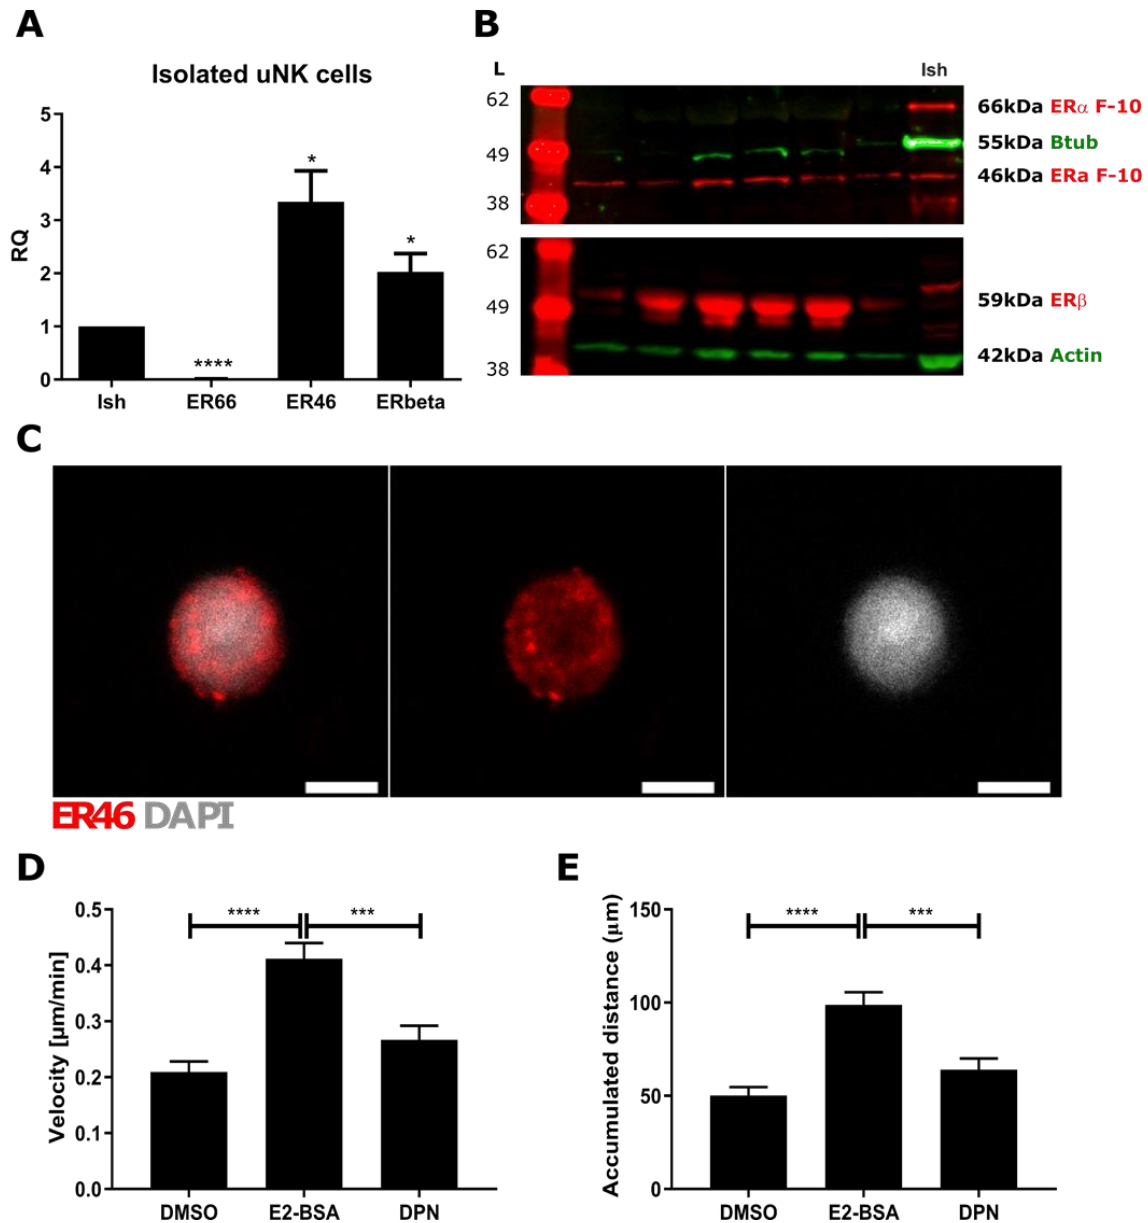 A
Isolated uNK cells
RQ
5
4
3
2
1
0
*
*
****
Ish
ER66
ER46
ERbeta
B
L
Ish
62
49
38
66kDa ERα F-10
55kDa Btub
46kDa ERa F-10
62
49
38
59kDa ERβ
42kDa Actin
C
ER46 DAPI
D
Velocity [µm/min]
0.5
0.4
0.3
0.2
0.1
0.0
****
***
DMSO
E2-BSA
DPN
E
Accumulated distance (µm)
150
100
50
0
****
***
DMSO
E2-BSA
DPN